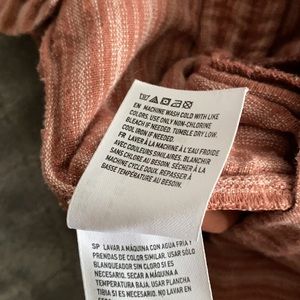 EN MACHINE WASH COLD WITH LIKE
COLORS. USE ONLY NON-CHLORINE
BLEACH IF NEEDED. TUMBLE DRY LOW.
COOL IRON IF NEEDED.
FR LAVER À LA MACHINE À L'EAU FROIDE
AVEC COULEURS SIMILAIRES. BLANCHIR
SANS CHLORE AU BESOIN. SÉCHER À LA
MACHINE CYCLE DOUX. REPASSER À
BASSE TEMPÉRATURE AU BESOIN.
SP LAVAR A MÁQUINA CON AGUA FRÍA Y
PRENDAS DE COLOR SIMILAR. USAR SÓLO
BLANQUEADOR SIN CLORO SI ES
NECESARIO. SECAR A MÁQUINA A
TEMPERATURA BAJA. USAR PLANCHA
TIBIA SI ES NECESARIO.